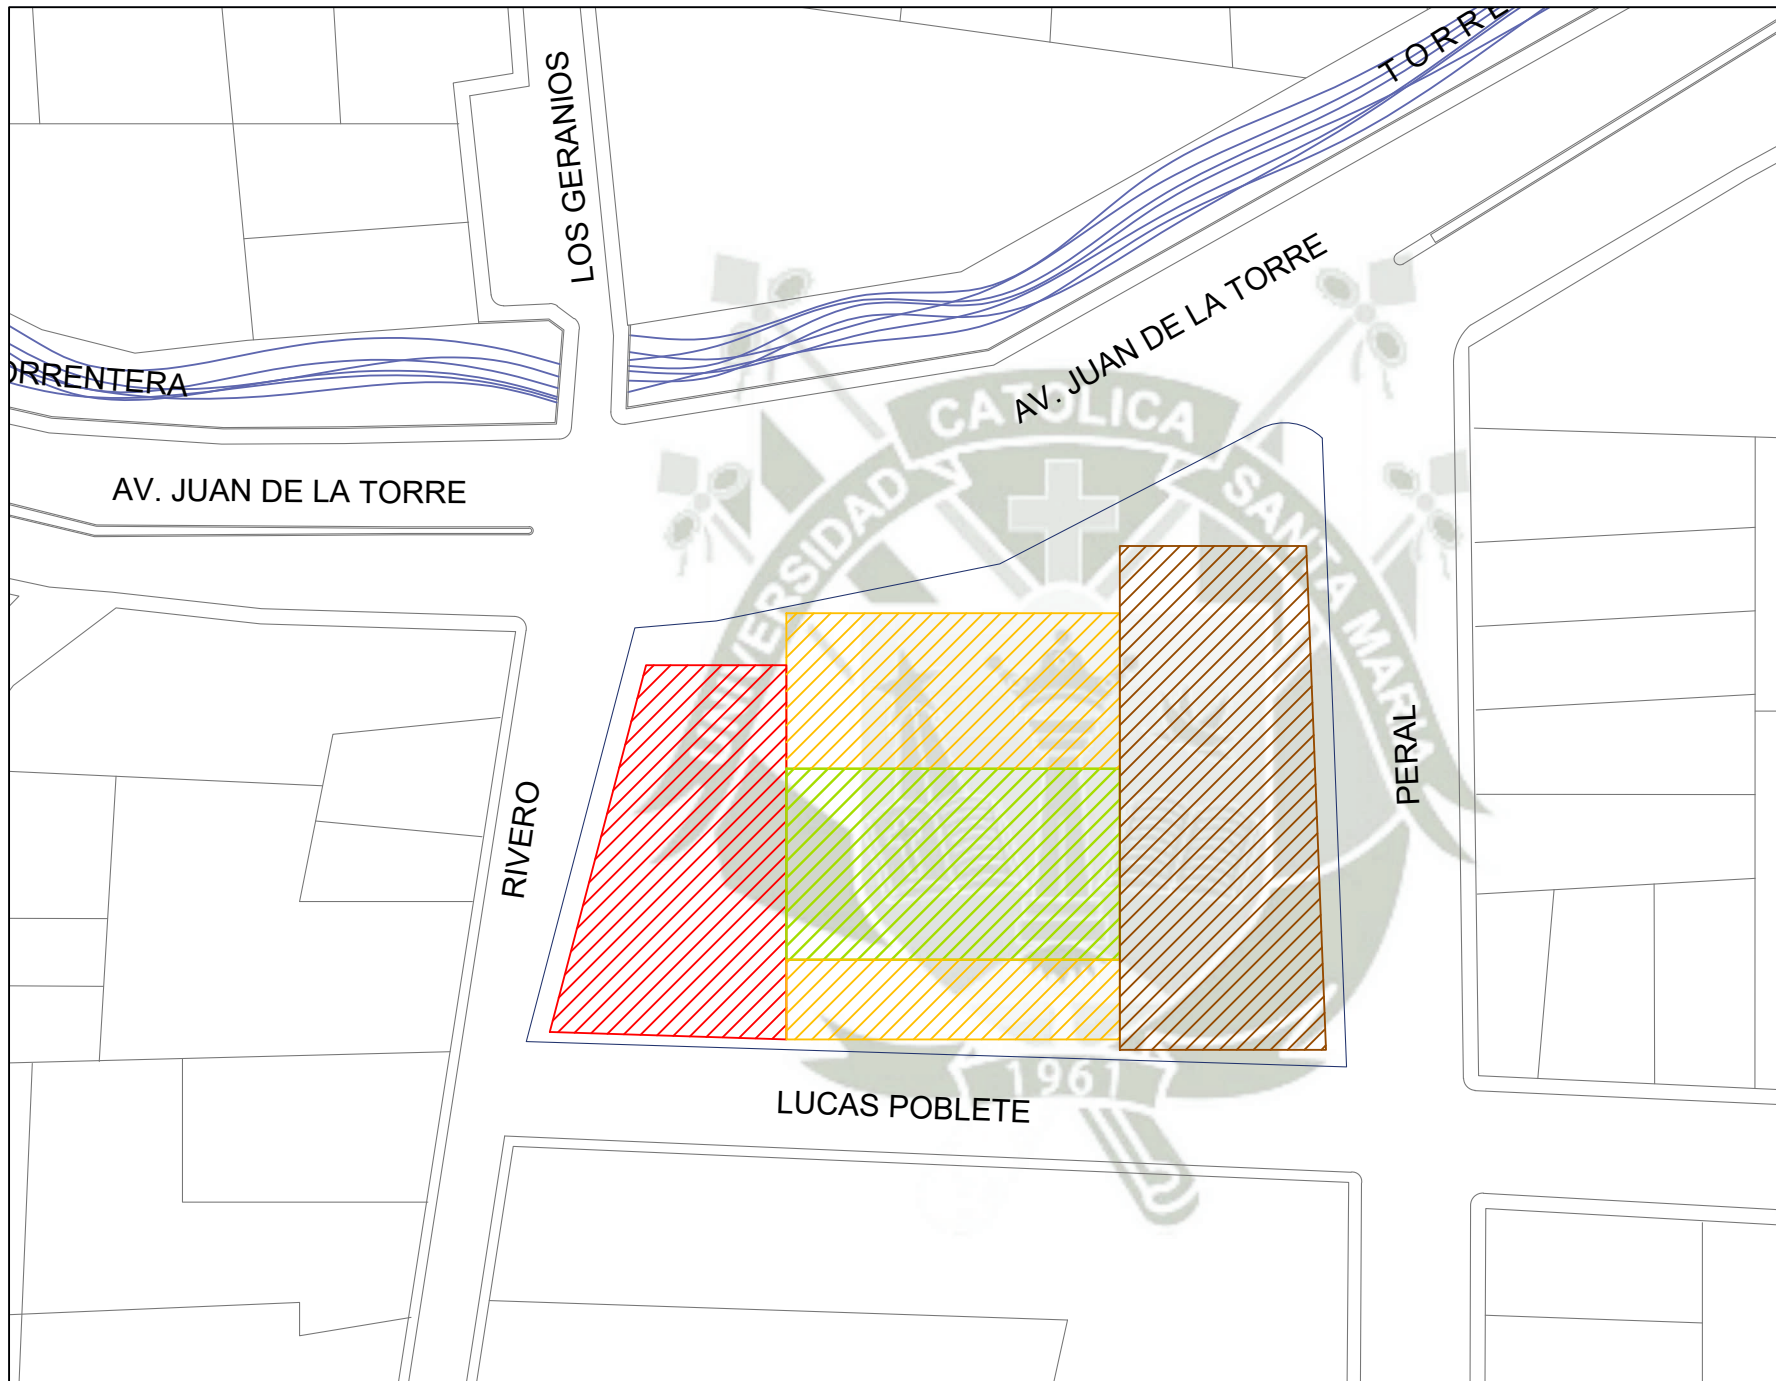 TORRE
LOS GERANIOS
AV. JUAN DE LA TORRE
ORRENTERA
AV. JUAN DE LA TORRE
UNIVERSIDAD CATOLICA SANTA MARIA
RIVERO
PERAL
1961
LUCAS POBLETE